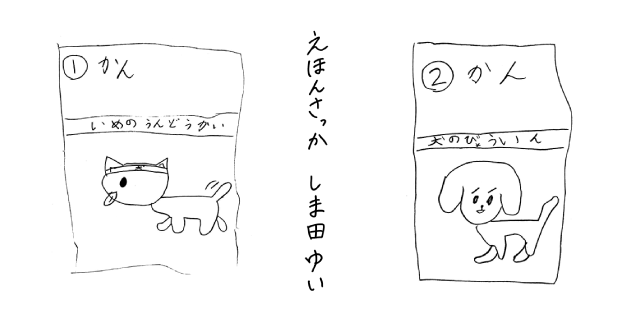 ① かん
いぬのうんどうかい
えほんさっか しま田ゆい
② かん
犬のびょういん